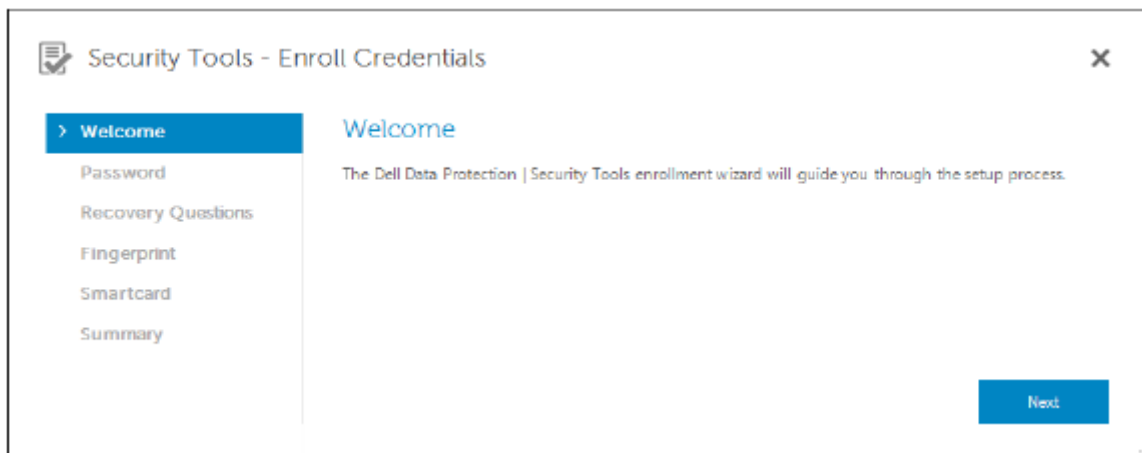 Security Tools - Enroll Credentials
Welcome
Password
Recovery Questions
Fingerprint
Smartcard
Summary
Welcome
The Dell Data Protection | Security Tools enrollment wizard will guide you through the setup process.
Next